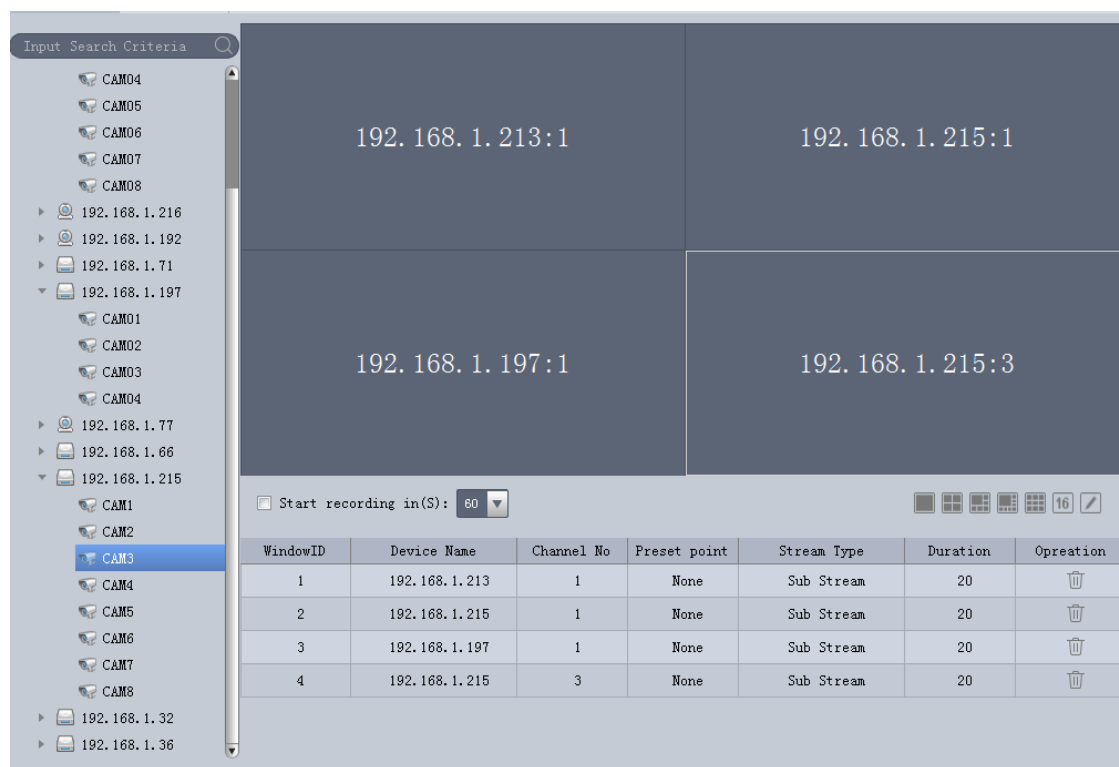 Input Search Criteria
CAM04
CAM05
CAM06
CAM07
CAM08
192.168.1.216
192.168.1.192
192.168.1.71
192.168.1.197
CAM01
CAM02
CAM03
CAM04
192.168.1.77
192.168.1.66
192.168.1.215
CAM1
CAM2
CAM3
CAM4
CAM5
CAM6
CAM7
CAM8
192.168.1.32
192.168.1.36
192.168.1.213:1
192.168.1.215:1
192.168.1.197:1
192.168.1.215:3
Start recording in(S): 60
16
WindowID Device Name Channel No Preset point Stream Type Duration Opreation
1 192.168.1.213 1 None Sub Stream 20
2 192.168.1.215 1 None Sub Stream 20
3 192.168.1.197 1 None Sub Stream 20
4 192.168.1.215 3 None Sub Stream 20